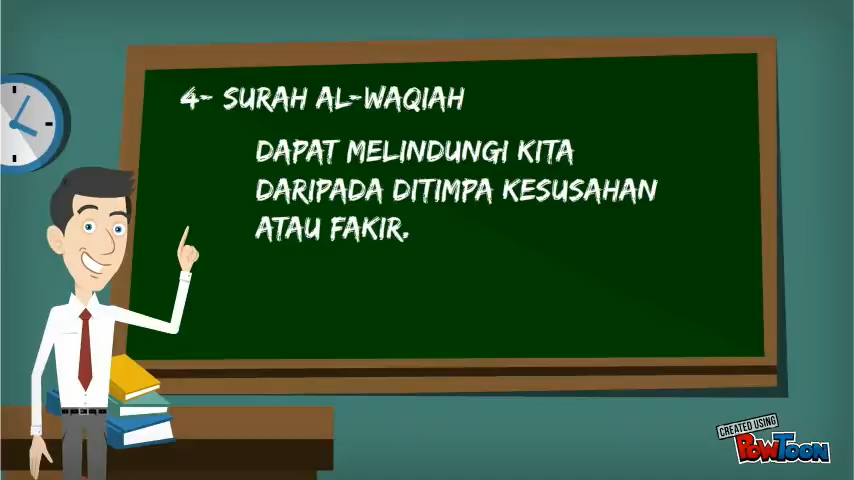 4- SURAH AL-WAQIAH
DAPAT MELINDUNGI KITA
DARIPADA DITIMPA KESUSAHAN
ATAU FAKIR.
CREATED USING
POWTOON